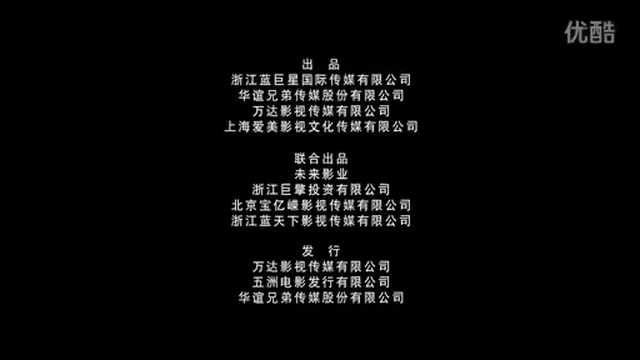 优酷
出 品
浙江蓝巨星国际传媒有限公司
华谊兄弟传媒股份有限公司
万达影视传媒有限公司
上海爱美影视文化传媒有限公司
联合出品
未来影业
浙江巨擎投资有限公司
北京宝亿嵘影视传媒有限公司
浙江蓝天下影视传媒有限公司
发 行
万达影视传媒有限公司
五洲电影发行有限公司
华谊兄弟传媒股份有限公司